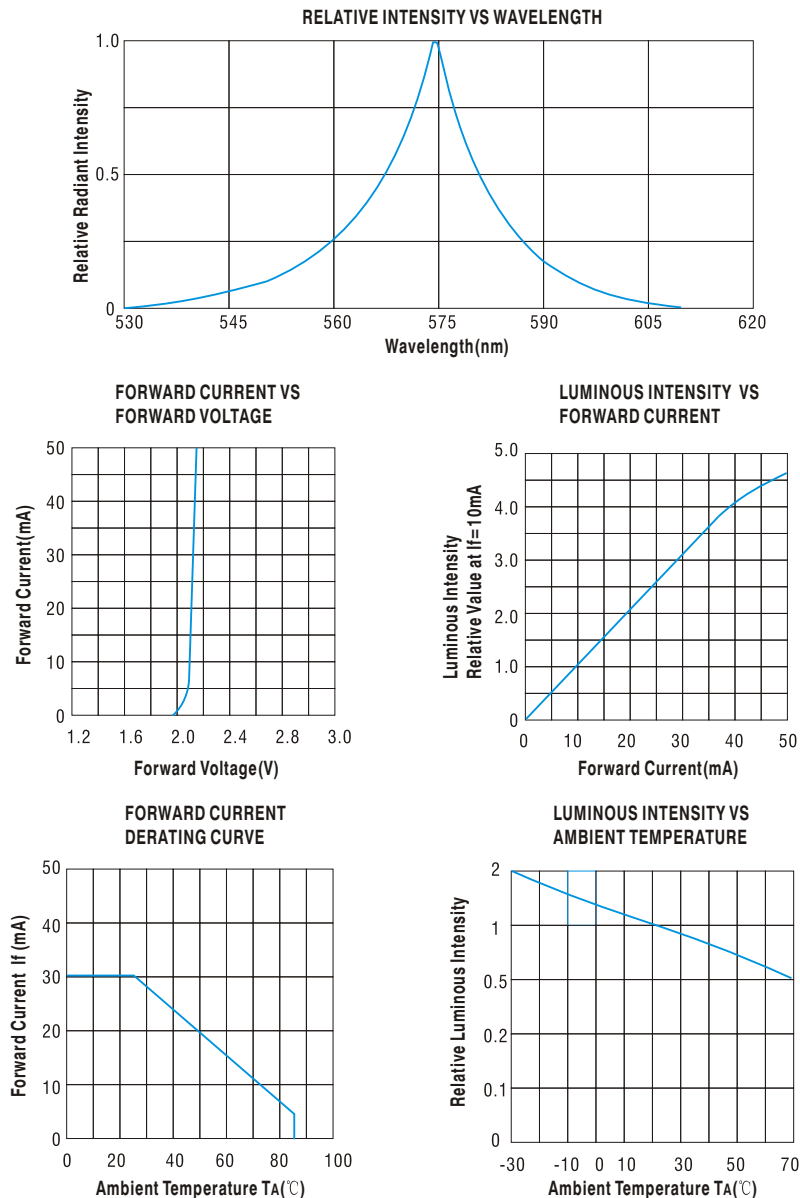 RELATIVE INTENSITY VS WAVELENGTH
1.0
0.5
0
Relative Radiant Intensity
530 545 560 575 590 605 620
Wavelength(nm)
FORWARD CURRENT VS
FORWARD VOLTAGE
50
40
30
20
10
0
Forward Current(mA)
1.2 1.6 2.0 2.4 2.8 3.0
Forward Voltage(V)
LUMINOUS INTENSITY VS
FORWARD CURRENT
5.0
4.0
3.0
2.0
1.0
0
Luminous Intensity
Relative Value at If=10mA
0 10 20 30 40 50
Forward Current(mA)
FORWARD CURRENT
DERATING CURVE
50
40
30
20
10
0
Forward Current If (mA)
0 20 40 60 80 100
Ambient Temperature TA(℃)
LUMINOUS INTENSITY VS
AMBIENT TEMPERATURE
2
1
0.5
0.2
0.1
0
Relative Luminous Intensity
-30 -10 0 10 30 50 70
Ambient Temperature TA(℃)